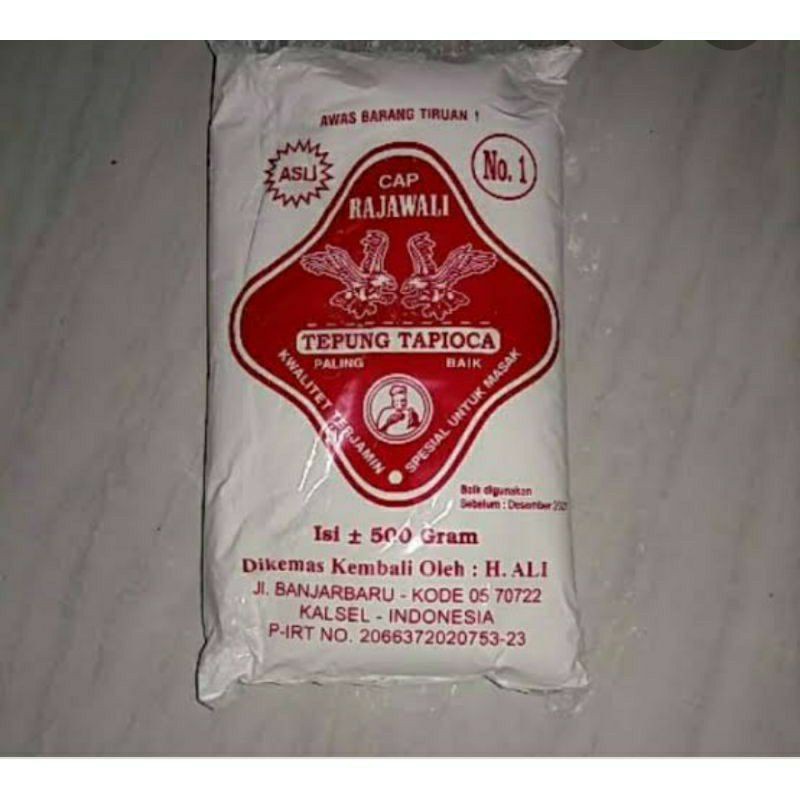 AWAS BARANG TIRUAN !
ASLI
No. 1
CAP
RAJAWALI
TEPUNG TAPIOCA
PALING BAIK
KWALITET TERJAMIN
SPESIAL UNTUK MASAK
Baik digunakan
Sebelum : Desember
Isi ± 500 Gram
Dikemas Kembali Oleh : H. ALI
Jl. BANJARBARU - KODE 05 70722
KALSEL - INDONESIA
P-IRT NO. 2066372020753-23